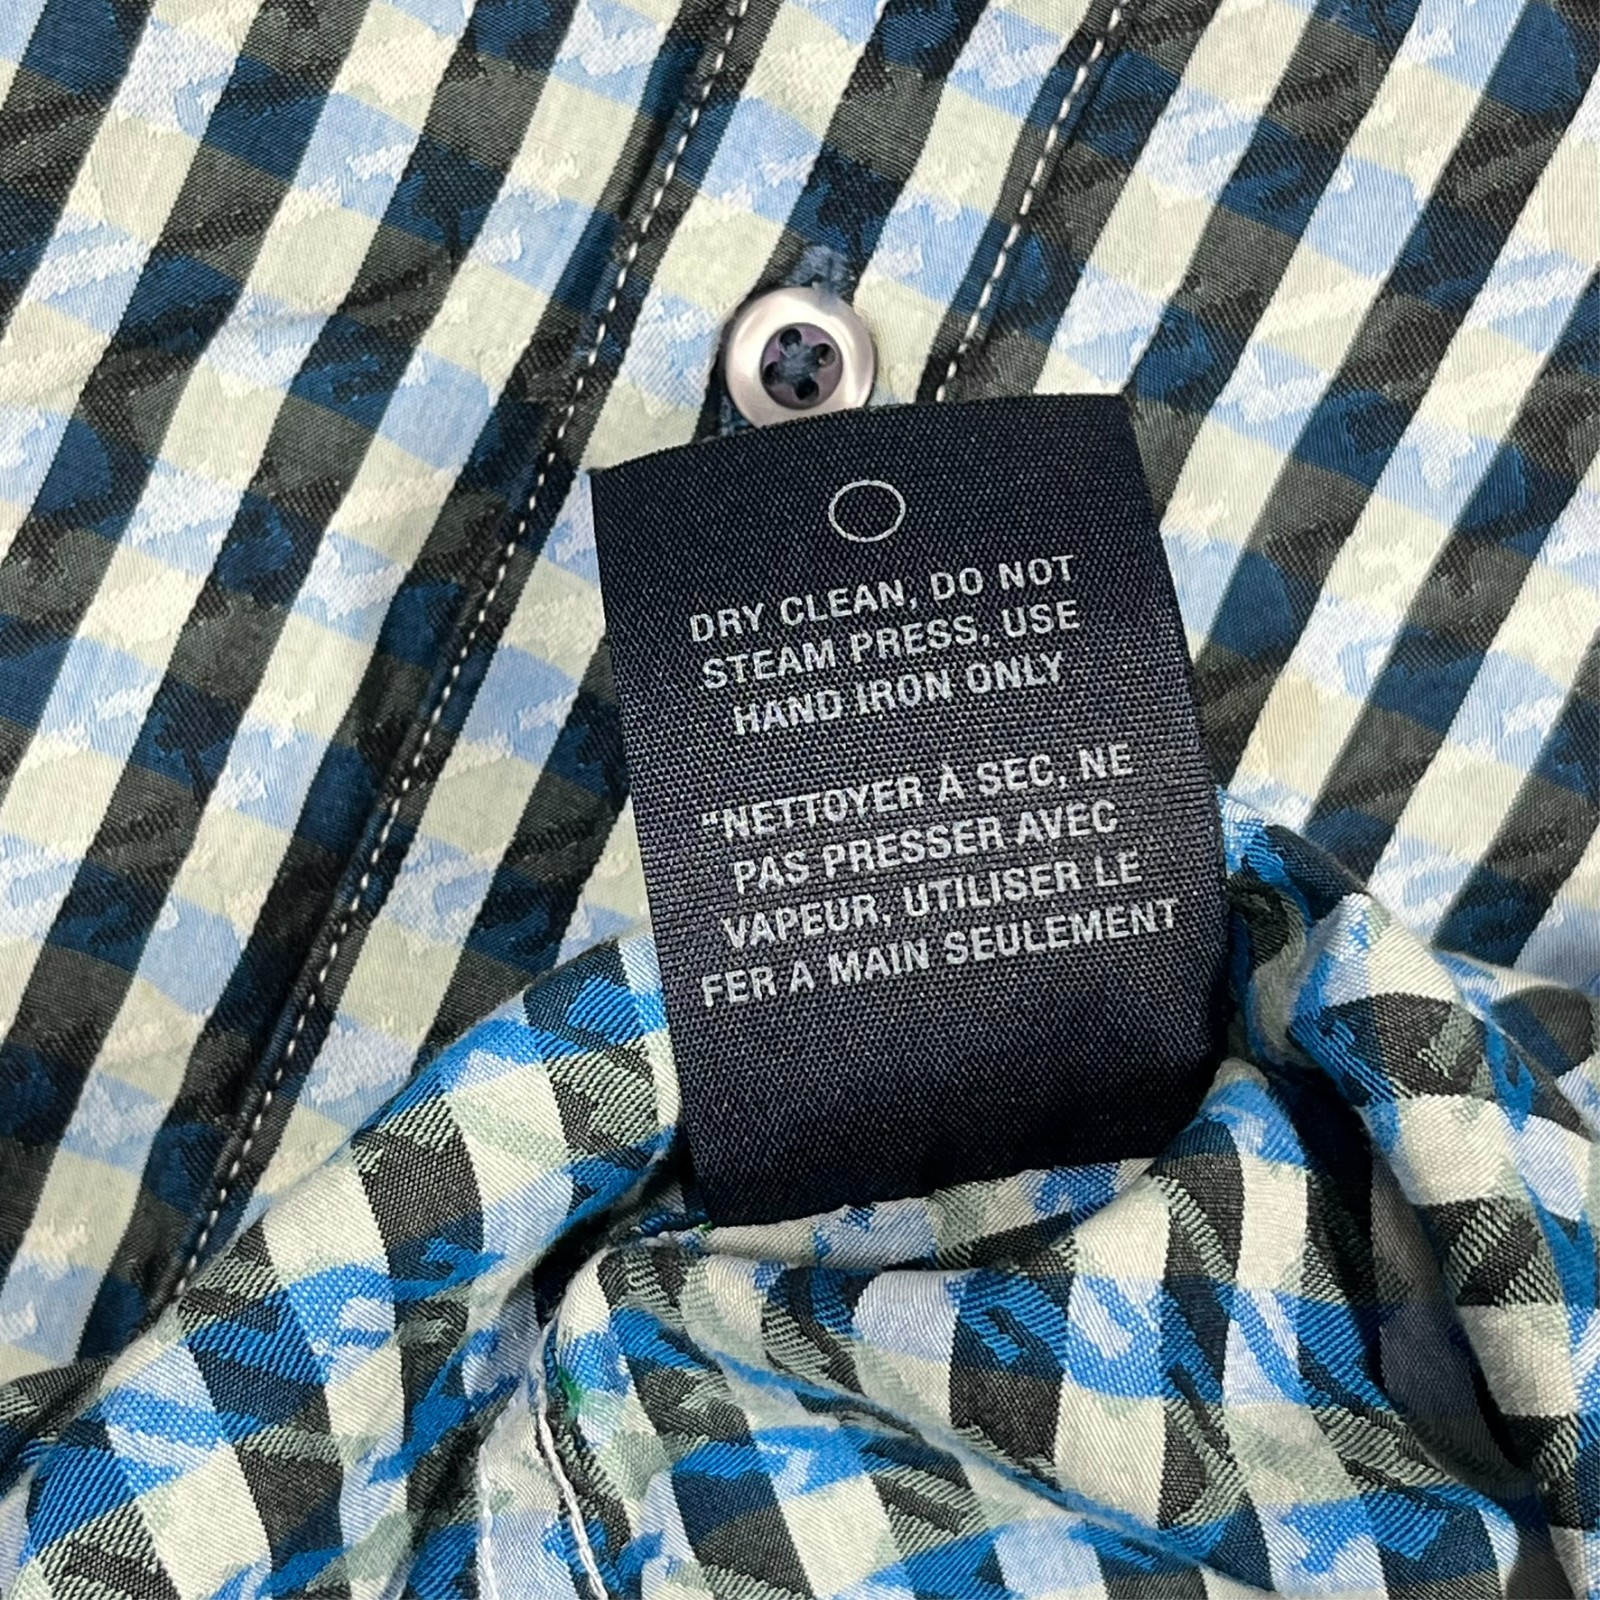 DRY CLEAN, DO NOT
STEAM PRESS, USE
HAND IRON ONLY
"NETTOYER À SEC, NE
PAS PRESSER AVEC
VAPEUR, UTILISER LE
FER A MAIN SEULEMENT